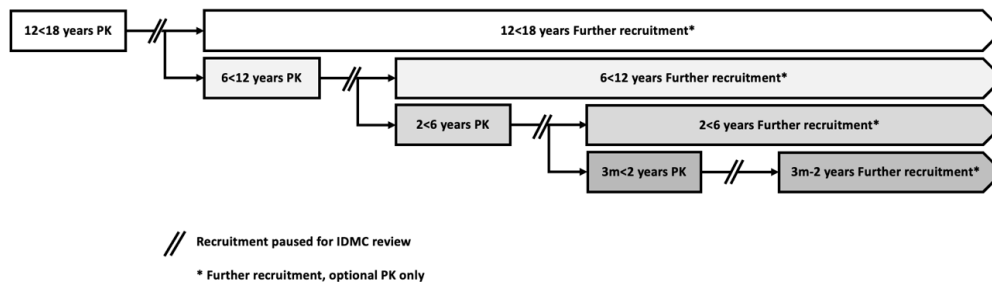 12<18 years PK
12<18 years Further recruitment*
6<12 years PK
6<12 years Further recruitment*
2<6 years PK
2<6 years Further recruitment*
3m<2 years PK
3m-2 years Further recruitment*
Recruitment paused for IDMC review
* Further recruitment, optional PK only